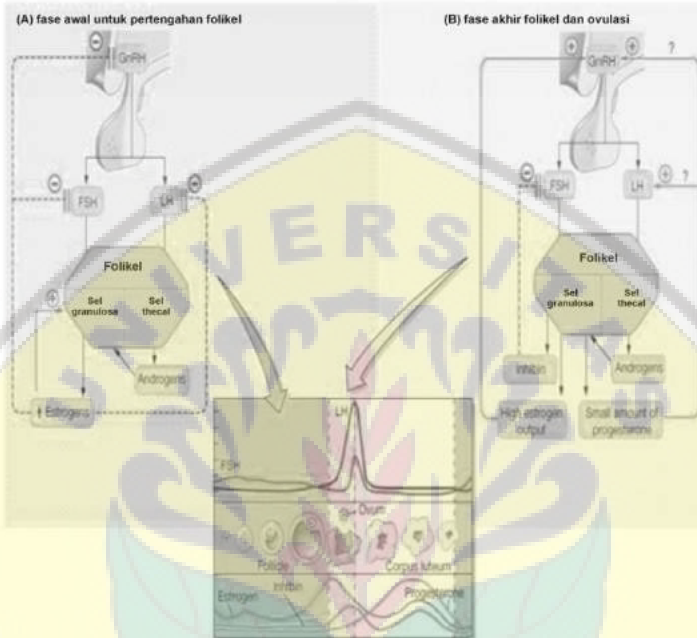 (A) fase awal untuk pertengahan folikel
GnRH
FSH
LH
Folikel
Sel granulosa
Sel thecal
Androgens
Estrogens
(B) fase akhir folikel dan ovulasi
GnRH
?
FSH
LH
?
Folikel
Sel granulosa
Sel thecal
Inhibin
Androgens
High estrogen
output
Small amount of
progesterone
LH
FSH
Ovum
Follicle
Corpus luteum
Inhibin
Estrogen
Progesterone
UNIVERSITAS